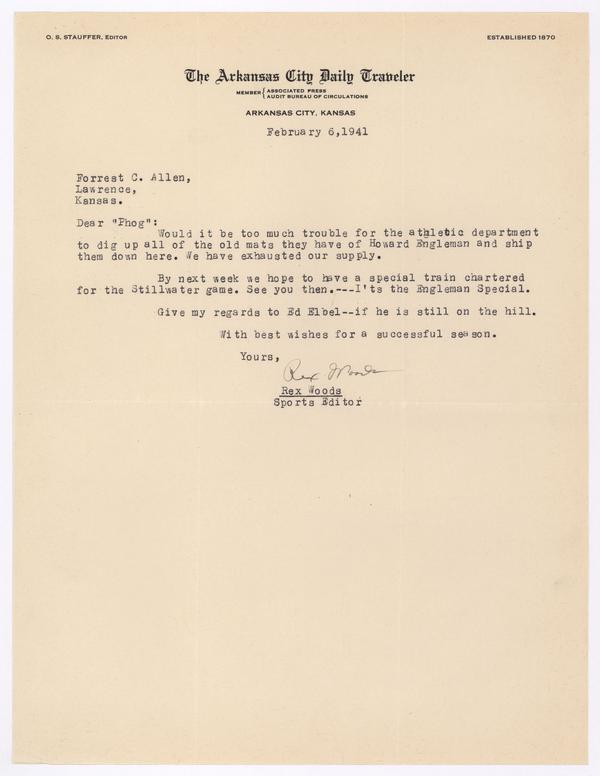 O. S. STAUFFER, EDITOR
ESTABLISHED 1870
The Arkansas City Daily Traveler
MEMBER { ASSOCIATED PRESS
AUDIT BUREAU OF CIRCULATIONS
ARKANSAS CITY, KANSAS
February 6,1941
Forrest C. Allen,
Lawrence,
Kansas.
Dear "Phog":
Would it be too much trouble for the athletic department
to dig up all of the old mats they have of Howard Engleman and ship
them down here. We have exhausted our supply.
By next week we hope to have a special train chartered
for the Stillwater game. See you then.---I'ts the Engleman Special.
Give my regards to Ed Elbel--if he is still on the hill.
With best wishes for a successful season.
Yours,
Rex Woods
Rex Woods
Sports Editor